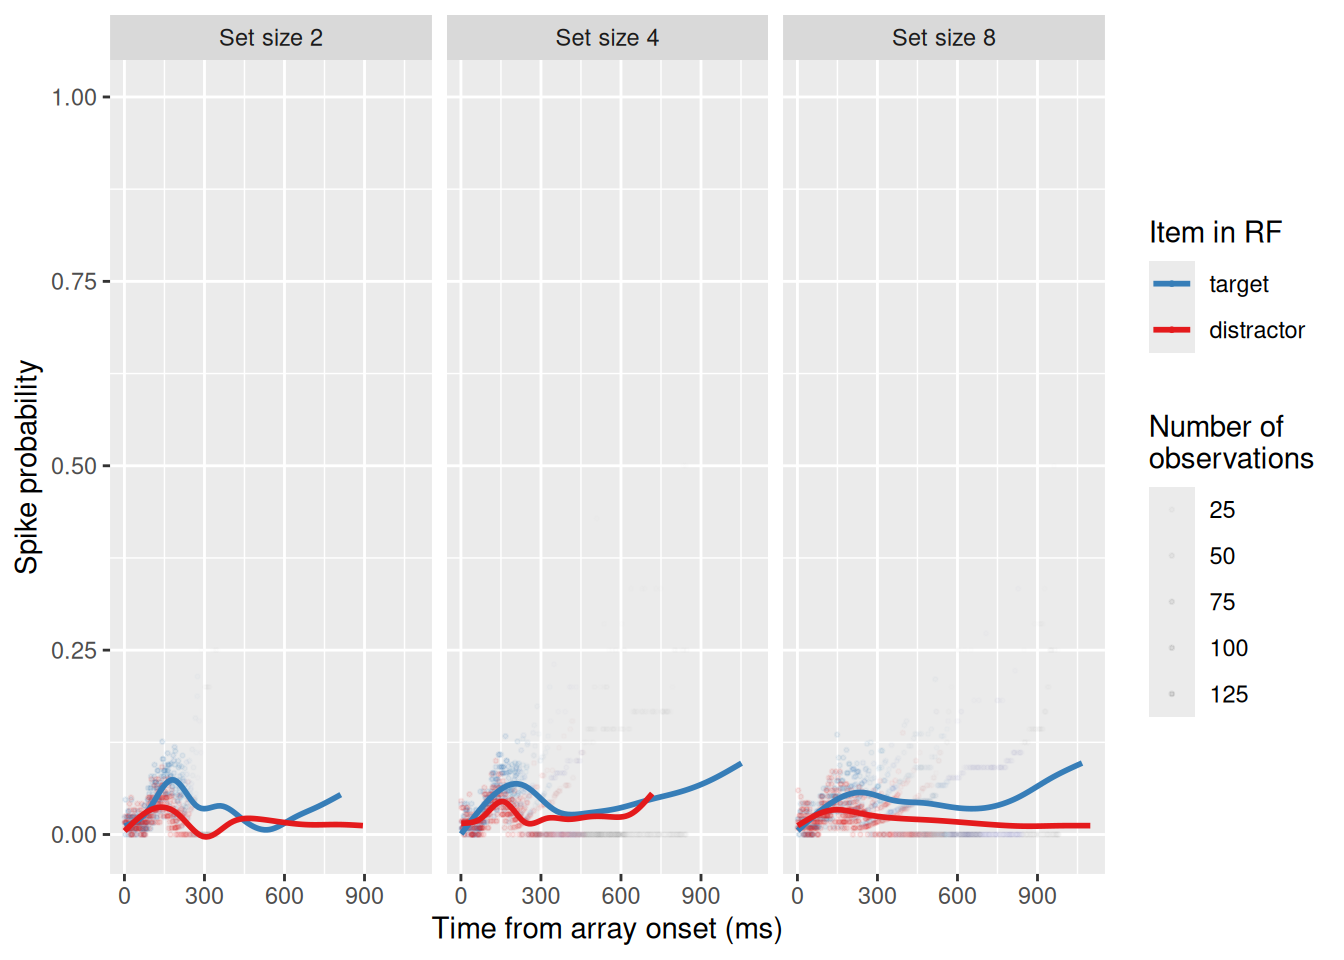 Set size 2
Set size 4
Set size 8
1.00
0.75
0.50
0.25
0.00
Spike probability
0 300 600 900
0 300 600 900
0 300 600 900
Time from array onset (ms)
Item in RF
target
distractor
Number of
observations
25
50
75
100
125